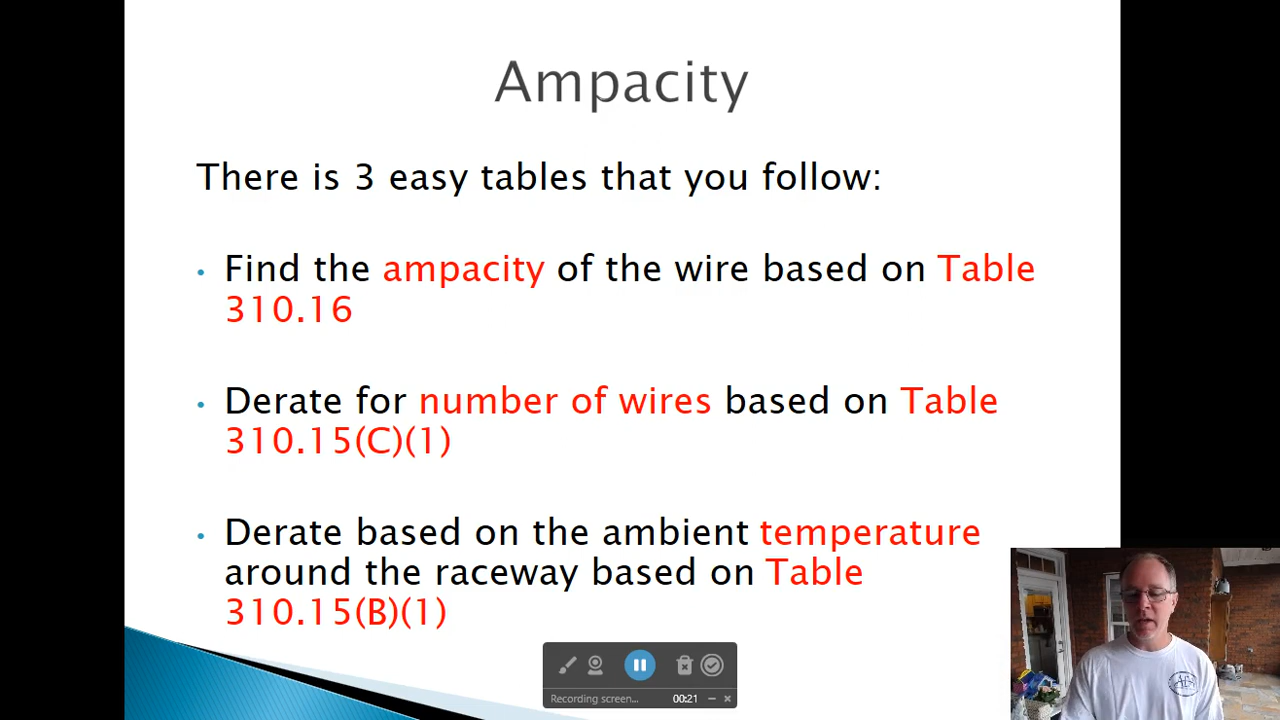 Ampacity
There is 3 easy tables that you follow:
• Find the ampacity of the wire based on Table
310.16
• Derate for number of wires based on Table
310.15(C)(1)
• Derate based on the ambient temperature
around the raceway based on Table
310.15(B)(1)
Recording screen... 00:21